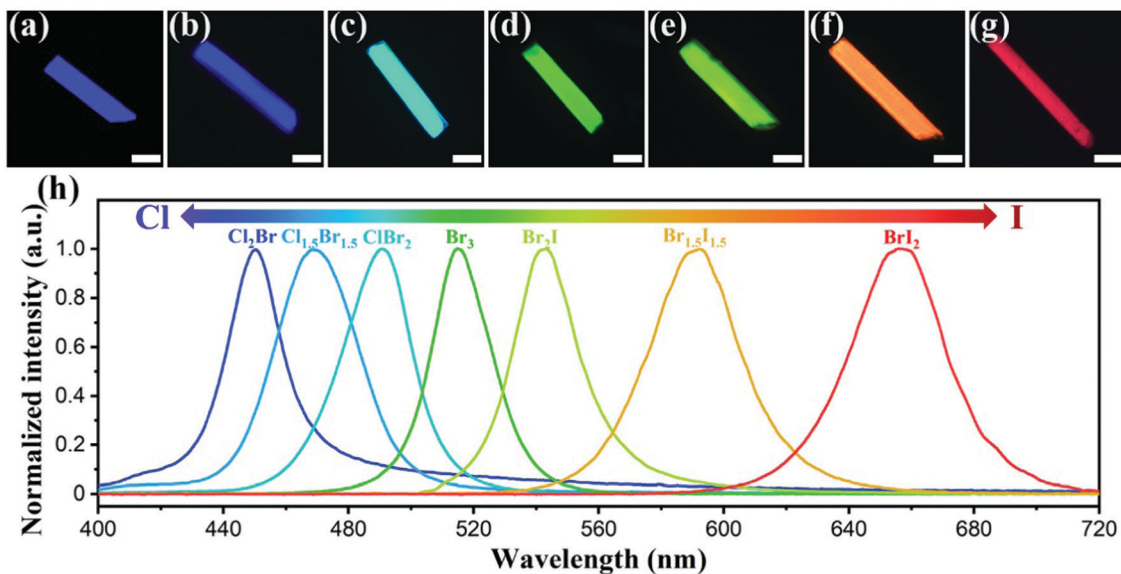 (a) (b) (c) (d) (e) (f) (g)
(h)
Cl I
Cl₂Br Cl₁.₅Br₁.₅ ClBr₂ Br₃ Br₂I Br₁.₅I₁.₅ BrI₂
Normalized intensity (a.u.)
1.0
0.8
0.6
0.4
0.2
0
400 440 480 520 560 600 640 680 720
Wavelength (nm)